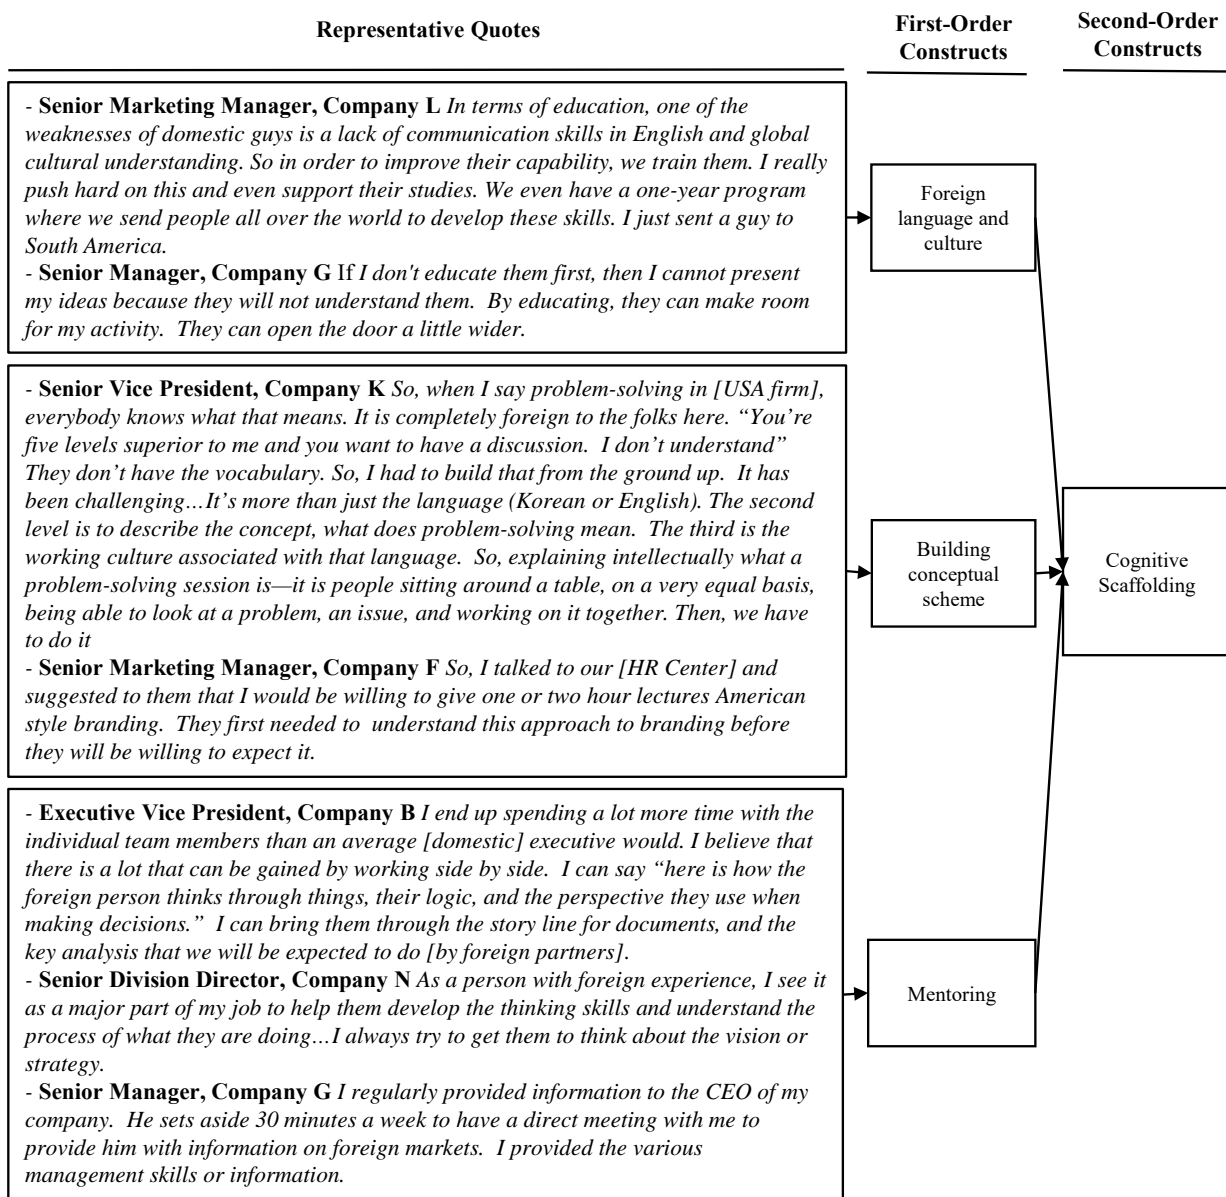 Representative Quotes
First-Order
Constructs
Second-Order
Constructs
- Senior Marketing Manager, Company L In terms of education, one of the
weaknesses of domestic guys is a lack of communication skills in English and global
cultural understanding. So in order to improve their capability, we train them. I really
push hard on this and even support their studies. We even have a one-year program
where we send people all over the world to develop these skills. I just sent a guy to
South America.
- Senior Manager, Company G If I don't educate them first, then I cannot present
my ideas because they will not understand them.  By educating, they can make room
for my activity.  They can open the door a little wider.
Foreign
language and
culture
- Senior Vice President, Company K So, when I say problem-solving in [USA firm],
everybody knows what that means. It is completely foreign to the folks here. “You’re
five levels superior to me and you want to have a discussion.  I don’t understand”
They don’t have the vocabulary. So, I had to build that from the ground up.  It has
been challenging…It’s more than just the language (Korean or English). The second
level is to describe the concept, what does problem-solving mean.  The third is the
working culture associated with that language.  So, explaining intellectually what a
problem-solving session is—it is people sitting around a table, on a very equal basis,
being able to look at a problem, an issue, and working on it together. Then, we have
to do it
- Senior Marketing Manager, Company F So, I talked to our [HR Center] and
suggested to them that I would be willing to give one or two hour lectures American
style branding.  They first needed to  understand this approach to branding before
they will be willing to expect it.
Building
conceptual
scheme
Cognitive
Scaffolding
- Executive Vice President, Company B I end up spending a lot more time with the
individual team members than an average [domestic] executive would. I believe that
there is a lot that can be gained by working side by side.  I can say “here is how the
foreign person thinks through things, their logic, and the perspective they use when
making decisions.”  I can bring them through the story line for documents, and the
key analysis that we will be expected to do [by foreign partners].
- Senior Division Director, Company N As a person with foreign experience, I see it
as a major part of my job to help them develop the thinking skills and understand the
process of what they are doing…I always try to get them to think about the vision or
strategy.
- Senior Manager, Company G I regularly provided information to the CEO of my
company.  He sets aside 30 minutes a week to have a direct meeting with me to
provide him with information on foreign markets.  I provided the various
management skills or information.
Mentoring